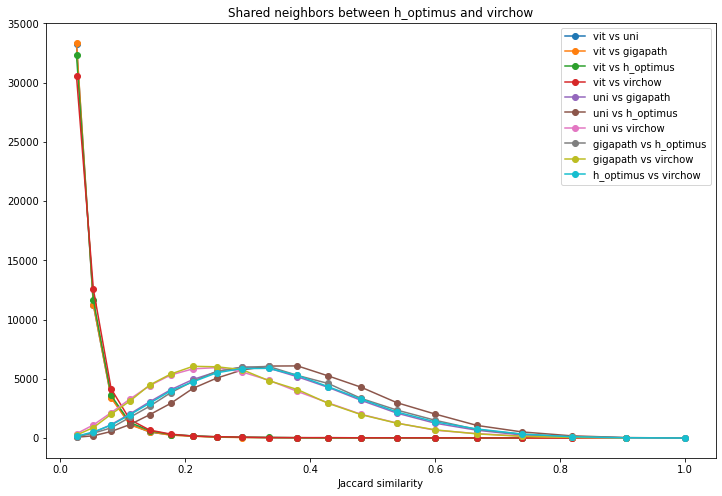 Shared neighbors between h_optimus and virchow
35000
30000
25000
20000
15000
10000
5000
0
vit vs uni
vit vs gigapath
vit vs h_optimus
vit vs virchow
uni vs gigapath
uni vs h_optimus
uni vs virchow
gigapath vs h_optimus
gigapath vs virchow
h_optimus vs virchow
0.0 0.2 0.4 0.6 0.8 1.0
Jaccard similarity